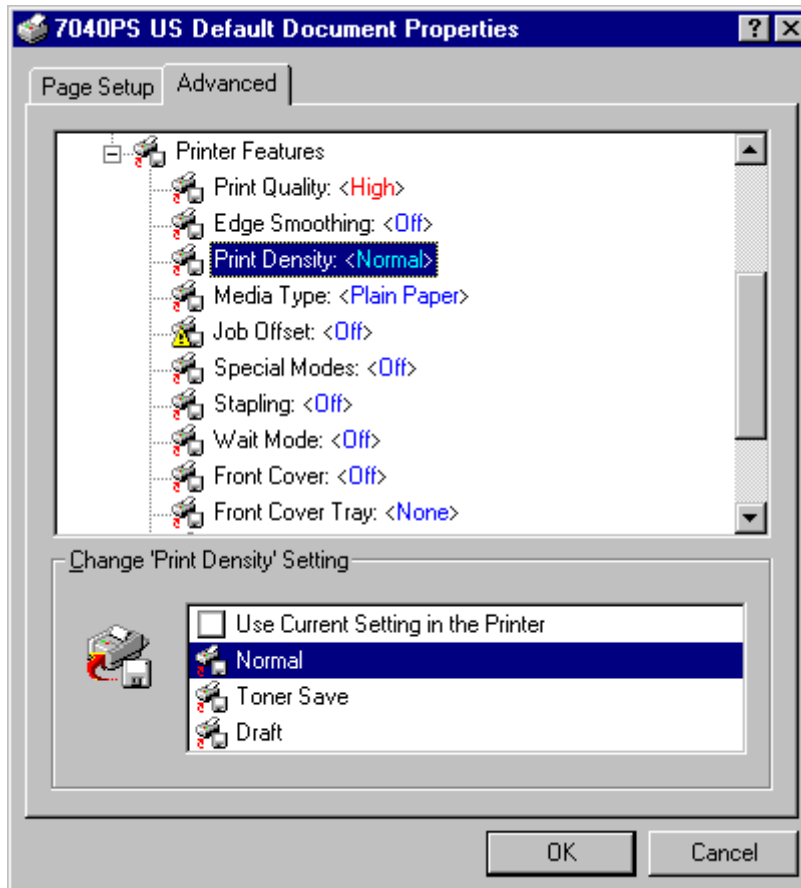 7040PS US Default Document Properties
Page Setup
Advanced
Printer Features
Print Quality: <High>
Edge Smoothing: <Off>
Print Density: <Normal>
Media Type: <Plain Paper>
Job Offset: <Off>
Special Modes: <Off>
Stapling: <Off>
Wait Mode: <Off>
Front Cover: <Off>
Front Cover Tray: <None>
Change 'Print Density' Setting
Use Current Setting in the Printer
Normal
Toner Save
Draft
OK
Cancel